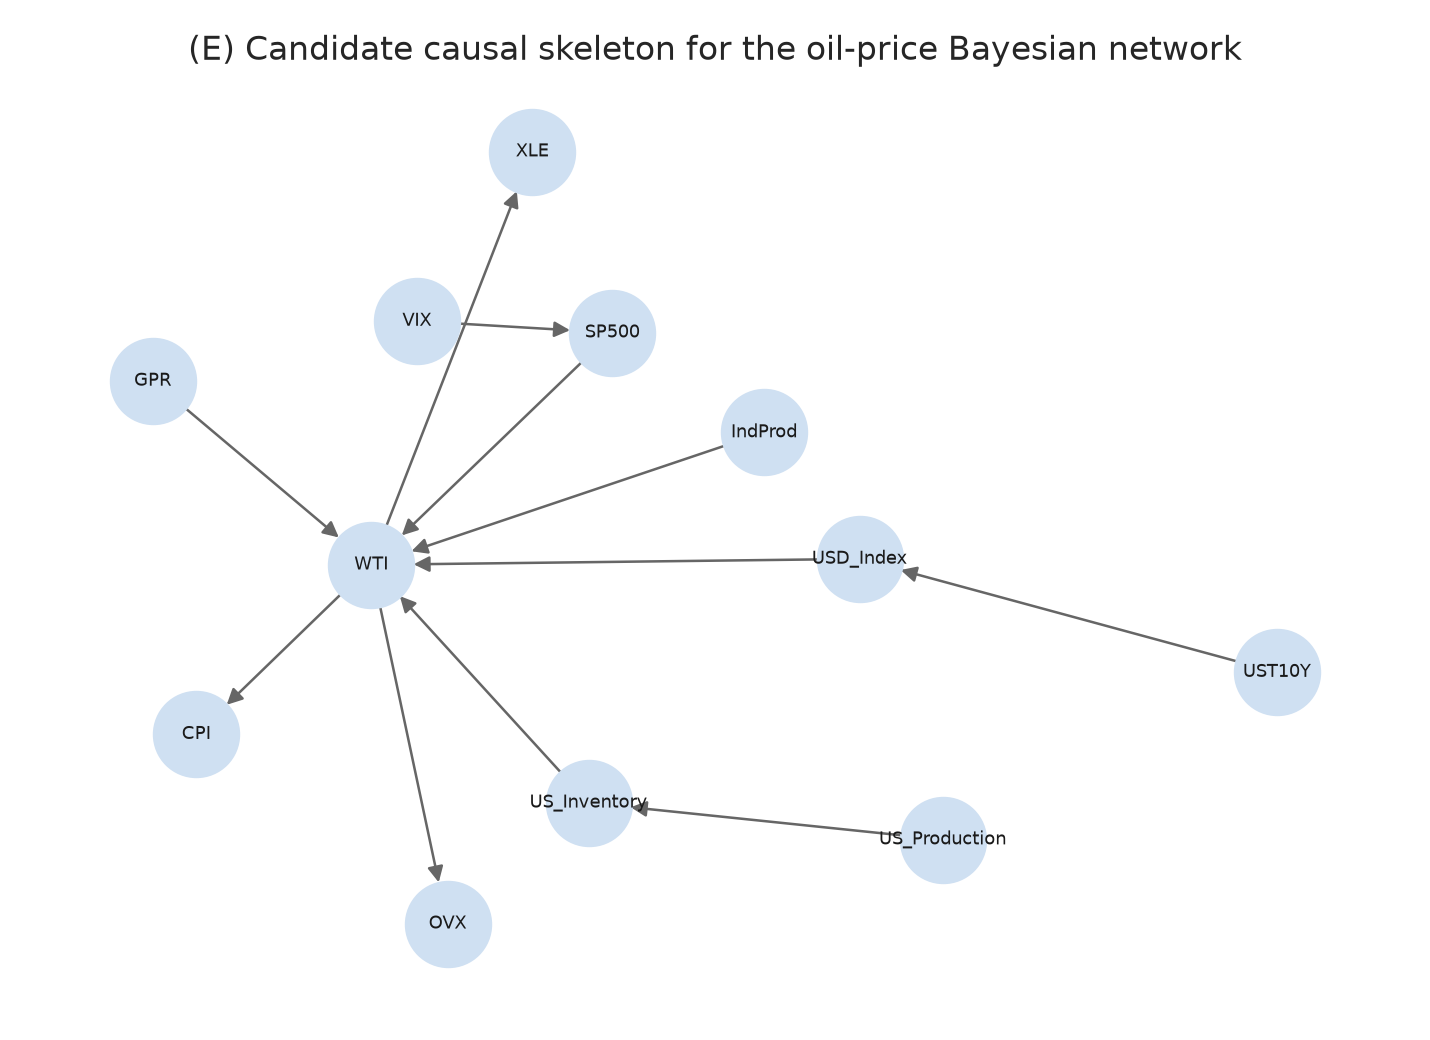 (E) Candidate causal skeleton for the oil-price Bayesian network
XLE
VIX
SP500
GPR
IndProd
WTI
USD_Index
UST10Y
CPI
US_Inventory
US_Production
OVX